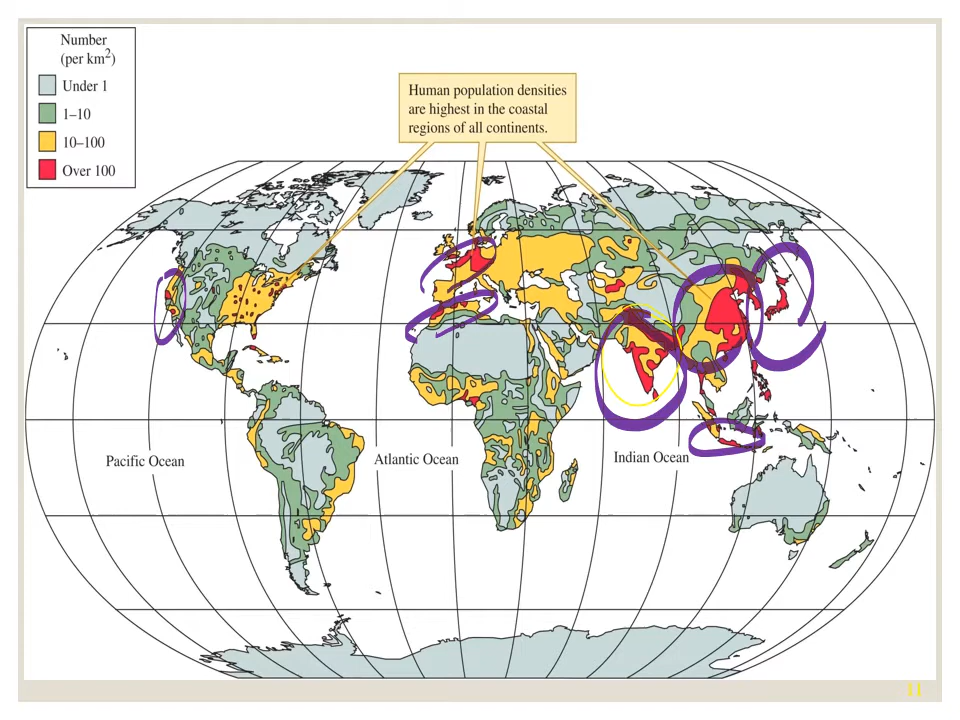 Number
(per km²)
Under 1
1–10
10–100
Over 100
Human population densities
are highest in the coastal
regions of all continents.
Pacific Ocean
Atlantic Ocean
Indian Ocean
11